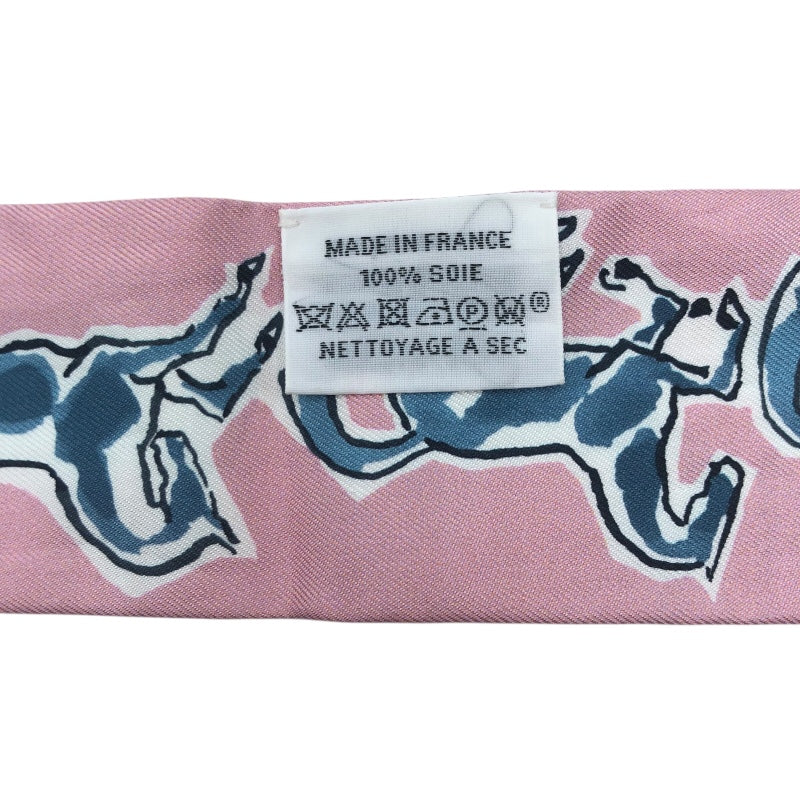 MADE IN FRANCE
100% SOIE
P W ®
NETTOYAGE A SEC